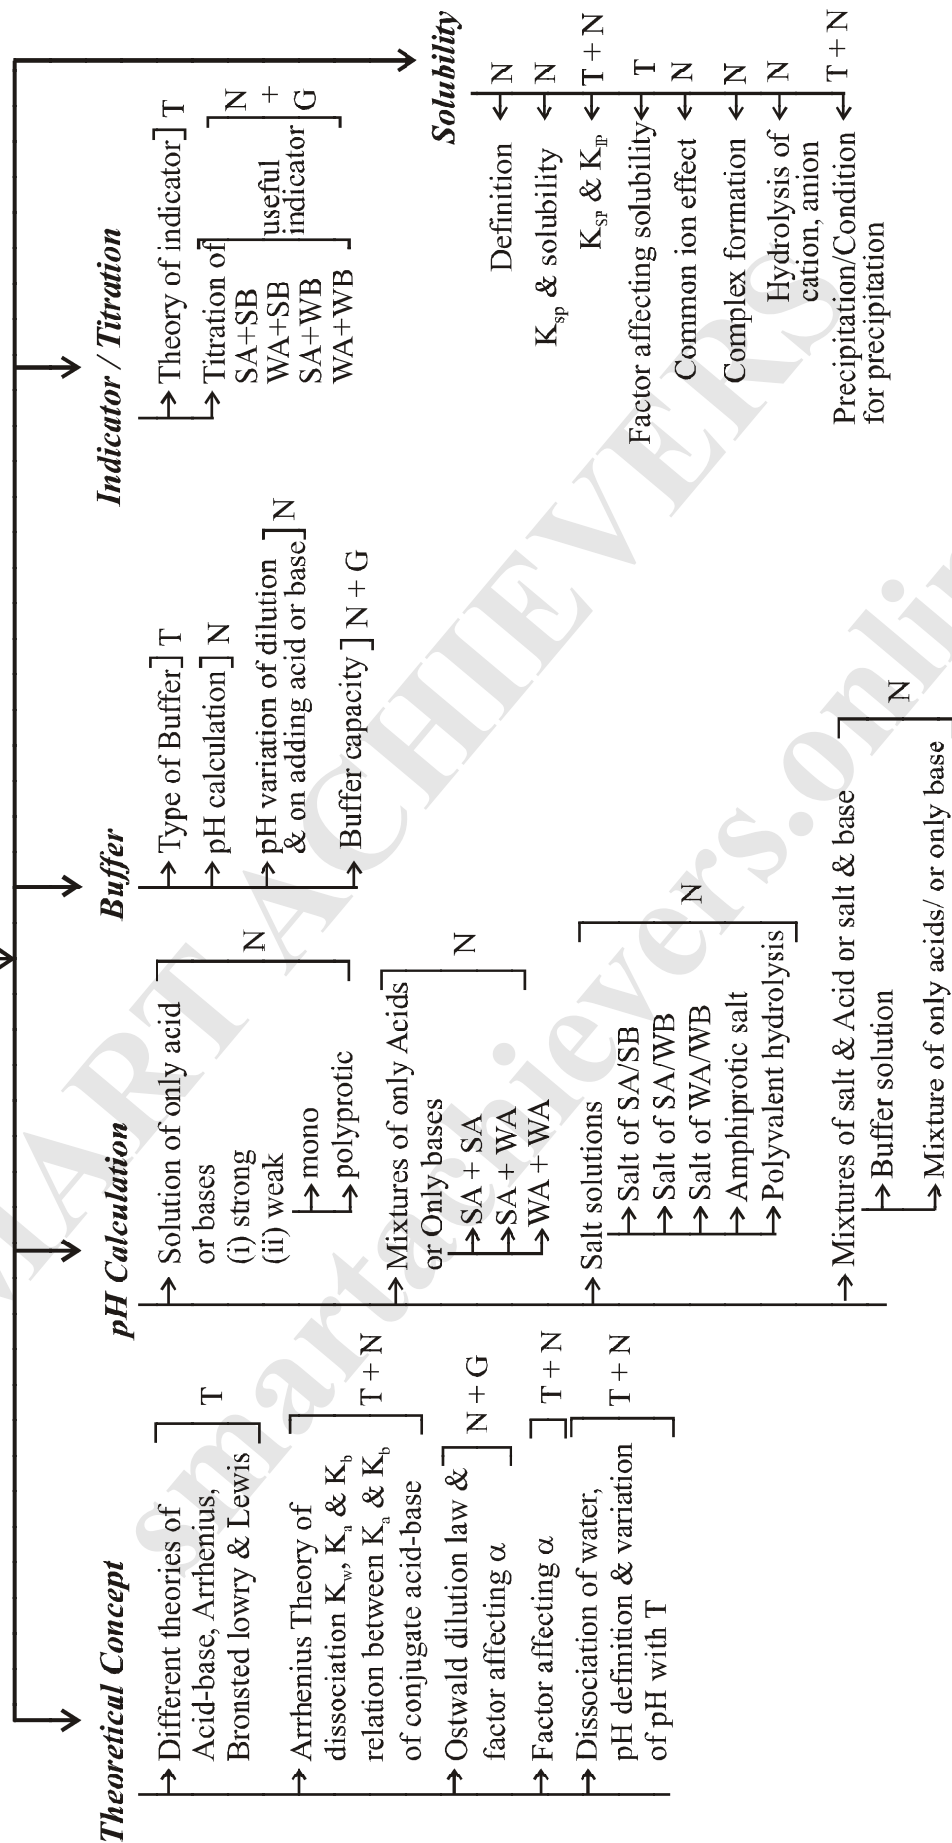 Theoretical Concept
Different theories of
Acid-base, Arrhenius,
Bronsted lowry & Lewis
T
Arrhenius Theory of
dissociation Kw, Ka & Kb
relation between Ka & Kb
of conjugate acid-base
T + N
Ostwald dilution law &
factor affecting α
N + G
Factor affecting α
T + N
Dissociation of water,
pH definition & variation
of pH with T
T + N
pH Calculation
Solution of only acid
or bases
(i) strong
(ii) weak
mono
polyprotic
N
Mixtures of only Acids
or Only bases
SA + SA
SA + WA
WA + WA
N
Salt solutions
Salt of SA/SB
Salt of SA/WB
Salt of WA/WB
Amphiprotic salt
Polyvalent hydrolysis
N
Mixtures of salt & Acid or salt & base
Buffer solution
Mixture of only acids/ or only base
N
Buffer
Type of Buffer] T
pH calculation] N
pH variation of dilution
& on adding acid or base] N
Buffer capacity] N + G
Indicator / Titration
Theory of indicator] T
Titration of
SA+SB
WA+SB
SA+WB
WA+WB
useful
indicator
N
+
G
Solubility
Definition N
Ksp & solubility N
KSP & KIP T + N
Factor affecting solubility T
Common ion effect N
Complex formation N
Hydrolysis of N
cation, anion
Precipitation/Condition T + N
for precipitation
MART ACHIEVERS
smartachievers.onlin